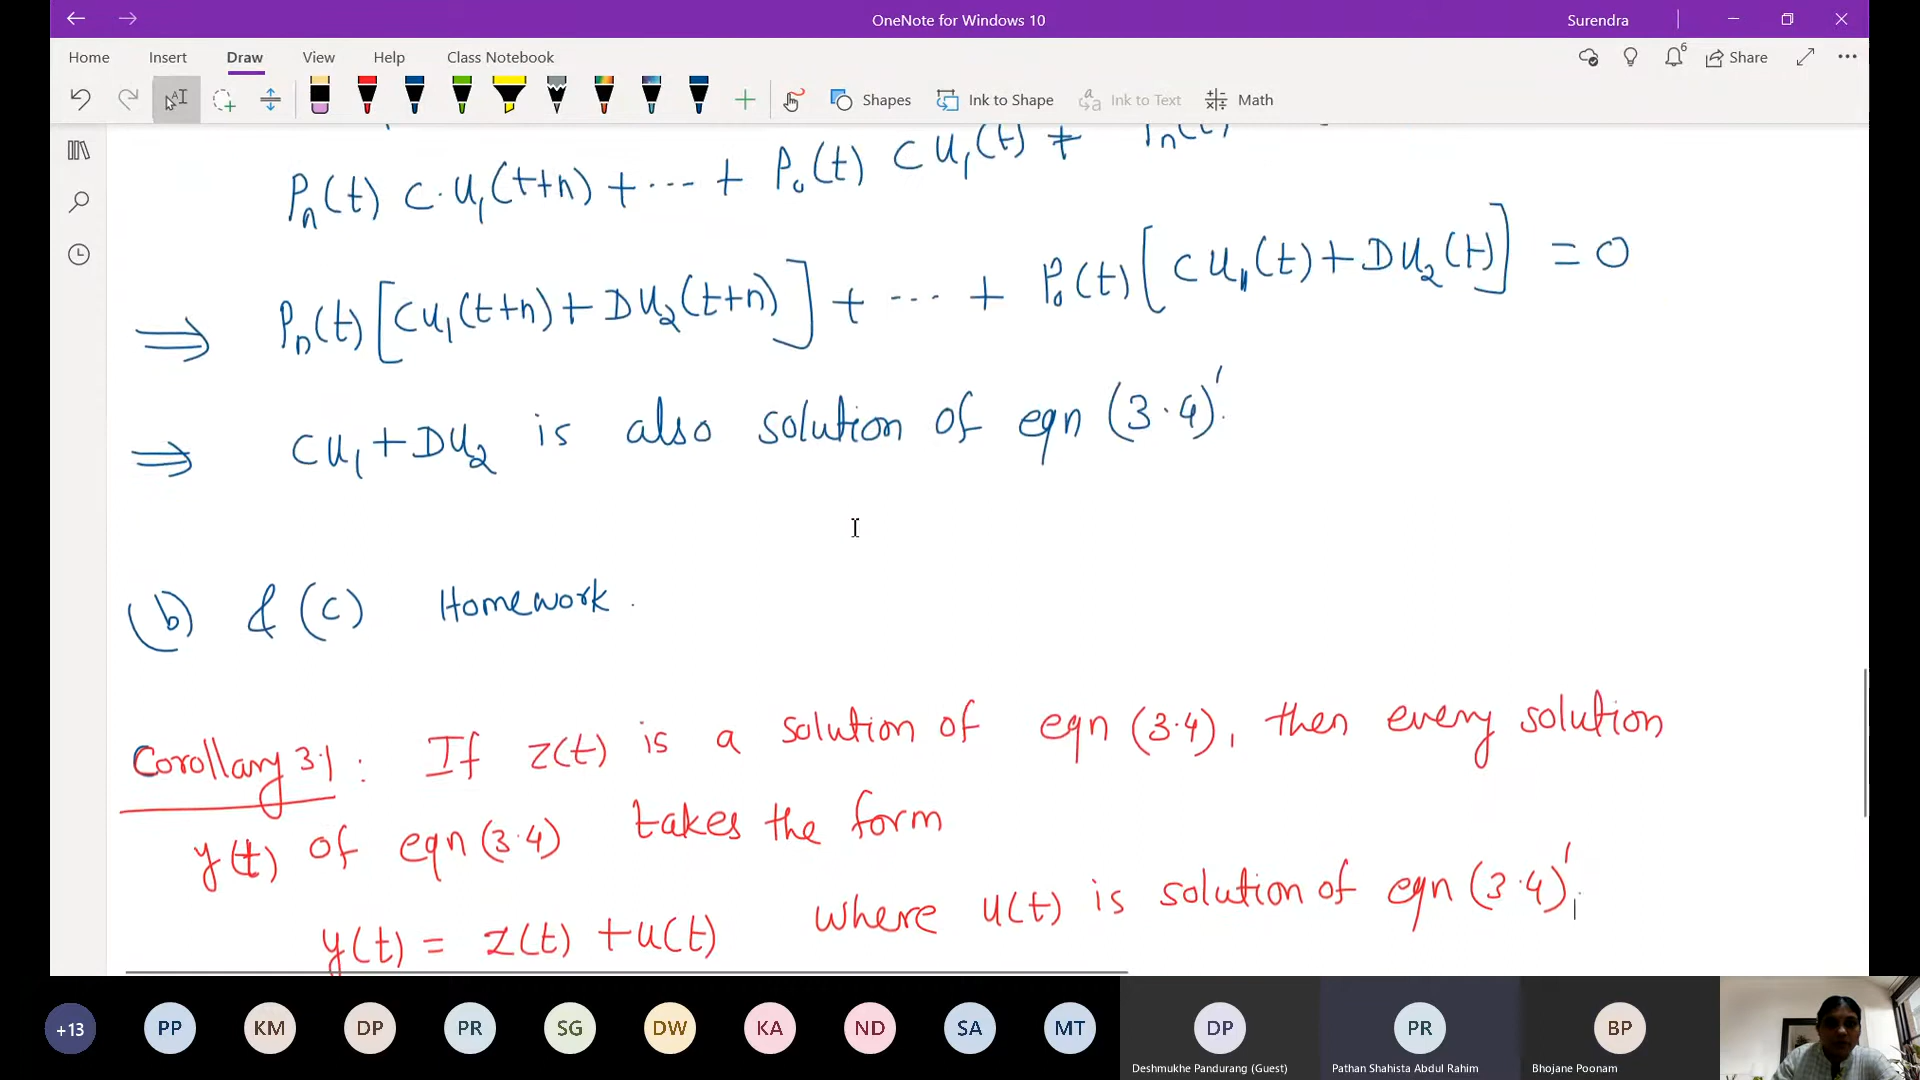 OneNote for Windows 10
Surendra
Home Insert Draw View Help Class Notebook
6
Share
Shapes Ink to Shape Ink to Text Math
Pn(t) C·U₁(t+n) + --- + P₀(t) CU₁(t) + Pn(t)
⇒ Pn(t)[CU₁(t+n) + DU₂(t+n)] + --- + P₀(t)[CU₁(t) + DU₂(t)] = 0
⇒ CU₁ + DU₂ is also solution of eqn (3.4)'.
(b) & (c) Homework.
Corollary 3.1 : If z(t) is a solution of eqn (3.4), then every solution
y(t) of eqn (3.4) takes the form
y(t) = z(t) + u(t) where u(t) is solution of eqn (3.4)'
+13 PP KM DP PR SG DW KA ND SA MT DP PR BP
Deshmukhe Pandurang (Guest) Pathan Shahista Abdul Rahim Bhojane Poonam